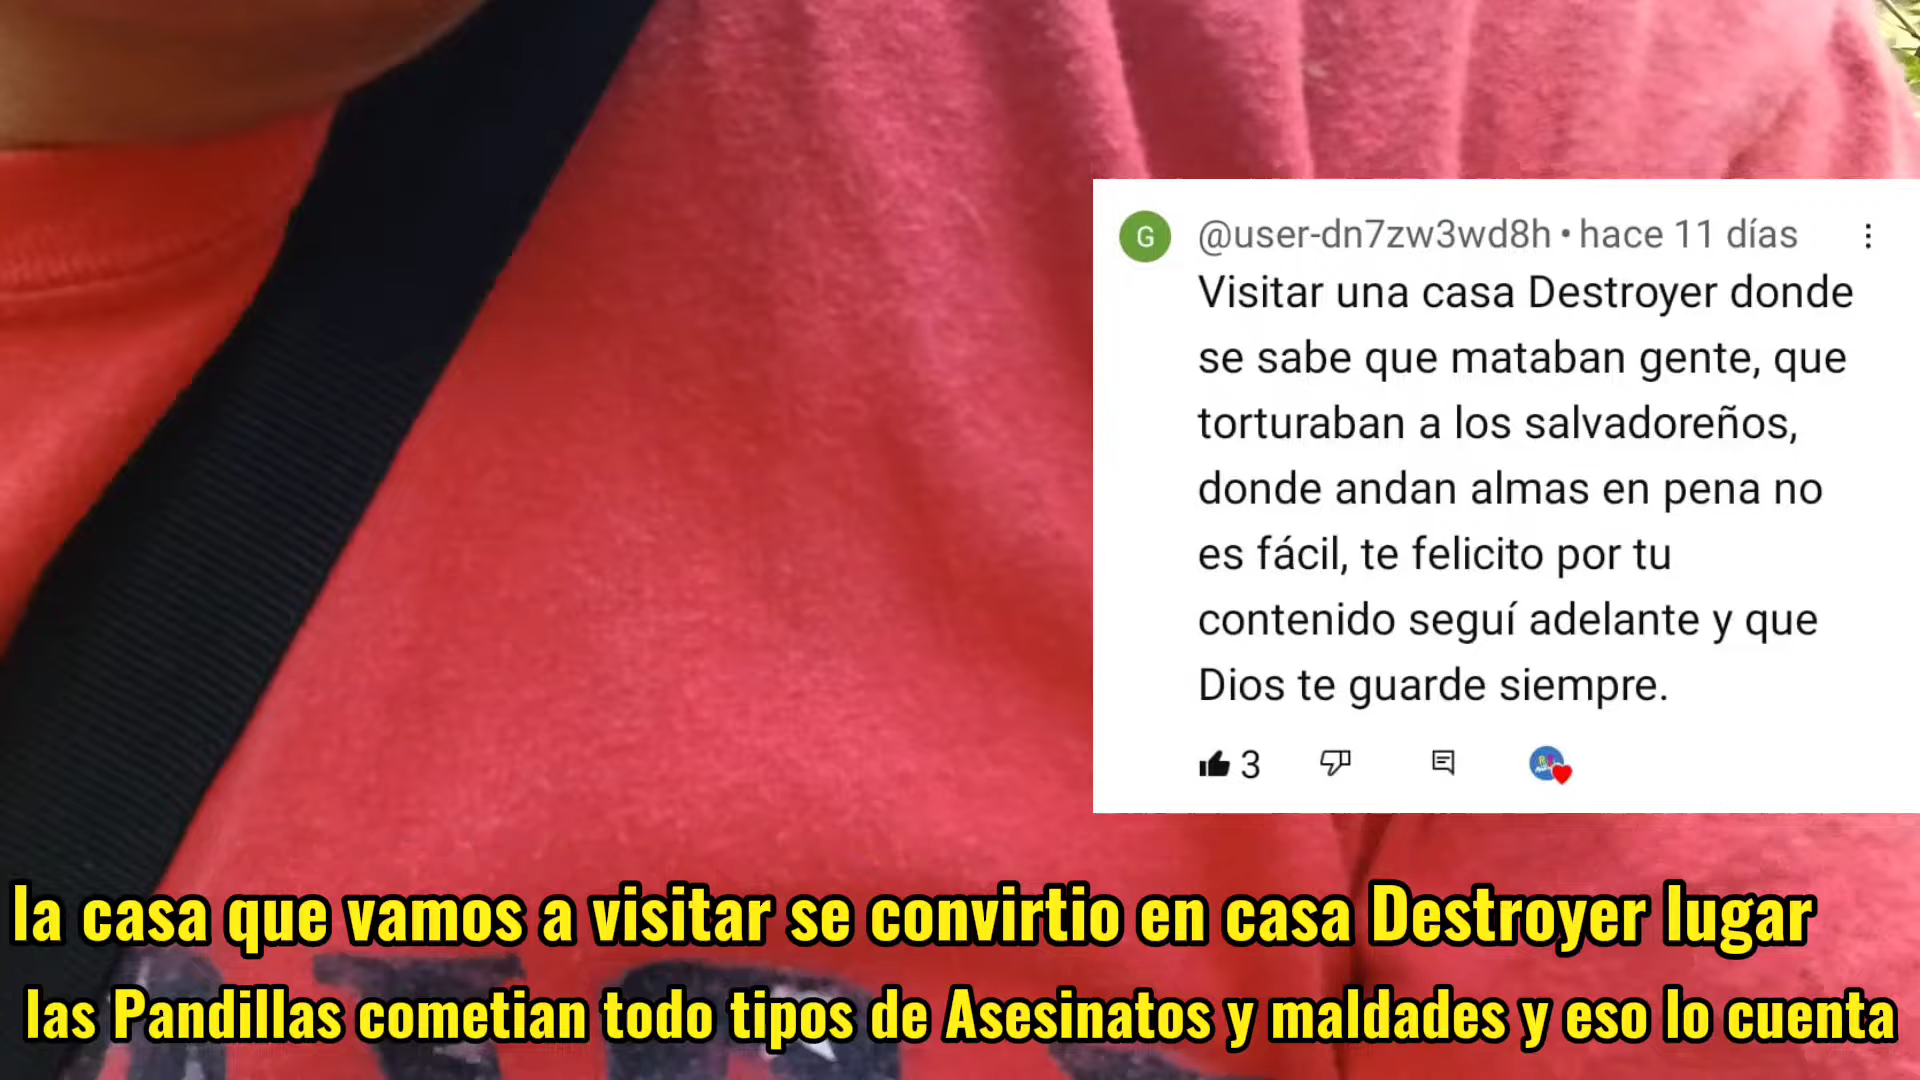 G
@user-dn7zw3wd8h • hace 11 días
Visitar una casa Destroyer donde
se sabe que mataban gente, que
torturaban a los salvadoreños,
donde andan almas en pena no
es fácil, te felicito por tu
contenido seguí adelante y que
Dios te guarde siempre.
3
la casa que vamos a visitar se convirtio en casa Destroyer lugar
las Pandillas cometian todo tipos de Asesinatos y maldades y eso lo cuenta